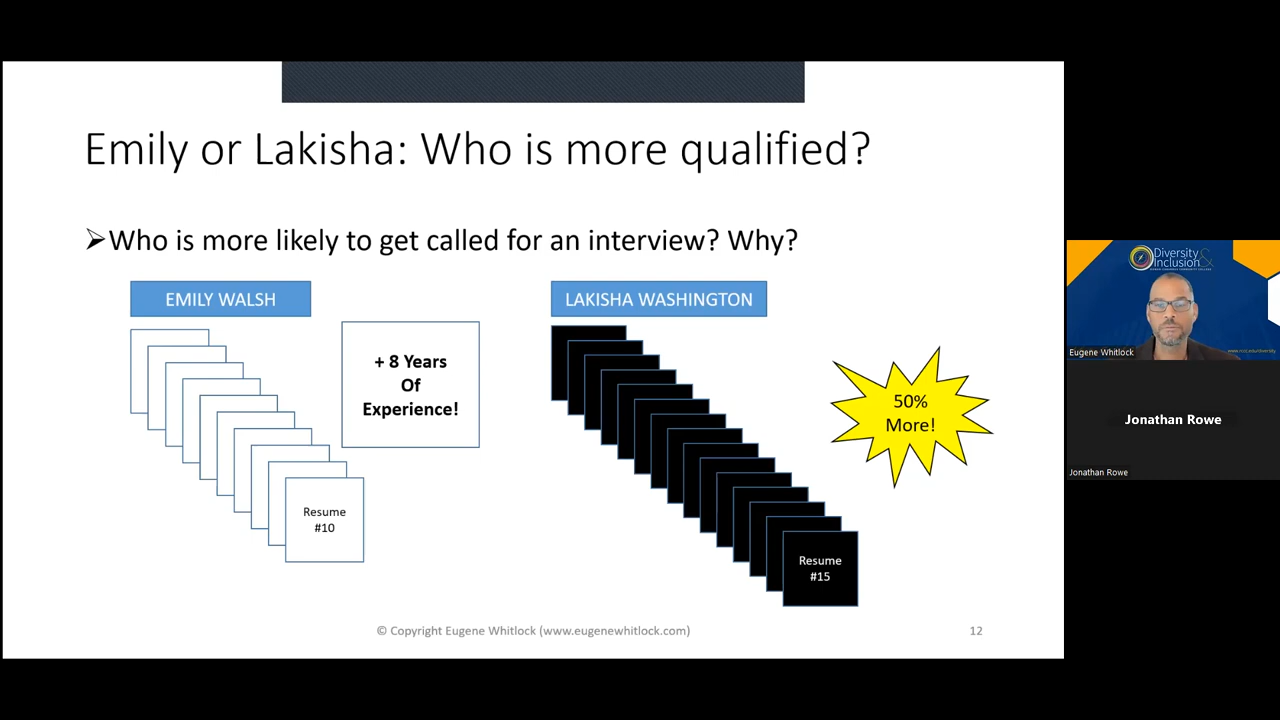 Emily or Lakisha: Who is more qualified?
➢Who is more likely to get called for an interview? Why?
EMILY WALSH
LAKISHA WASHINGTON
+ 8 Years
Of
Experience!
50%
More!
Resume
#10
Resume
#15
© Copyright Eugene Whitlock (www.eugenewhitlock.com)
12
Diversity &
Inclusion
Eugene Whitlock
Jonathan Rowe
Jonathan Rowe